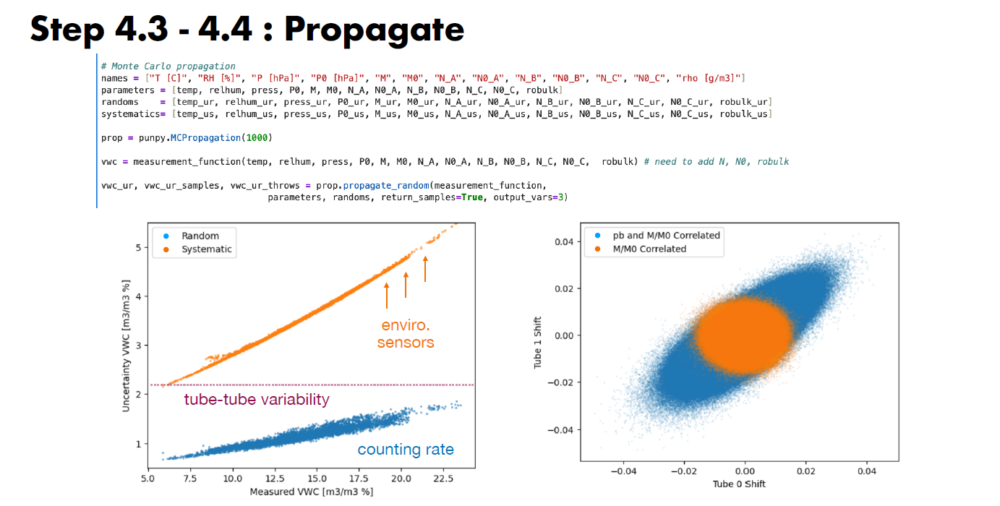 Step 4.3 - 4.4 : Propagate
# Monte Carlo propagation
names = ["T [C]", "RH [%]", "P [hPa]", "P0 [hPa]", "M", "M0", "N_A", "N0_A", "N_B", "N0_B", "N_C", "N0_C", "rho [g/m3]"]
parameters = [temp, relhum, press, P0, M, M0, N_A, N0_A, N_B, N0_B, N_C, N0_C, robulk]
randoms    = [temp_ur, relhum_ur, press_ur, P0_ur, M_ur, M0_ur, N_A_ur, N0_A_ur, N_B_ur, N0_B_ur, N_C_ur, N0_C_ur, robulk_ur]
systematics= [temp_us, relhum_us, press_us, P0_us, M_us, M0_us, N_A_us, N0_A_us, N_B_us, N0_B_us, N_C_us, N0_C_us, robulk_us]
prop = punpy.MCPropagation(1000)
vwc = measurement_function(temp, relhum, press, P0, M, M0, N_A, N0_A, N_B, N0_B, N_C, N0_C,  robulk) # need to add N, N0, robulk
vwc_ur, vwc_ur_samples, vwc_ur_throws = prop.propagate_random(measurement_function,
parameters, randoms, return_samples=True, output_vars=3)
Random
Systematic
5
4
3
2
1
Uncertainty VWC [m3/m3 %]
enviro.
sensors
tube-tube variability
counting rate
5.0 7.5 10.0 12.5 15.0 17.5 20.0 22.5
Measured VWC [m3/m3 %]
pb and M/M0 Correlated
M/M0 Correlated
0.04
0.02
0.00
−0.02
−0.04
Tube 1 Shift
−0.04 −0.02 0.00 0.02 0.04
Tube 0 Shift